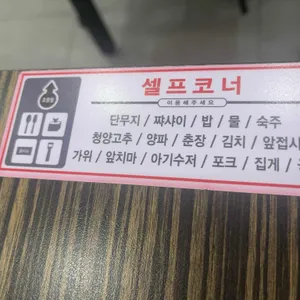 셀프코너
이용해주세요
단무지 / 짜사이 / 밥 / 물 / 숙주
청양고추 / 양파 / 춘장 / 김치 / 앞접시
가위 / 앞치마 / 아기수저 / 포크 / 집게 /